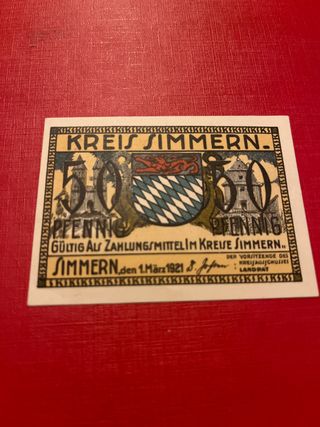 KREIS SIMMERN.
50 50
PFENNIG PFENNIG
GÜLTIG ALS ZAHLUNGSMITTEL IM KREISE SIMMERN.
SIMMERN, den 1. März 1921
DER VORSITZENDE DES
KREISAUSSCHUSSES
LANDRAT